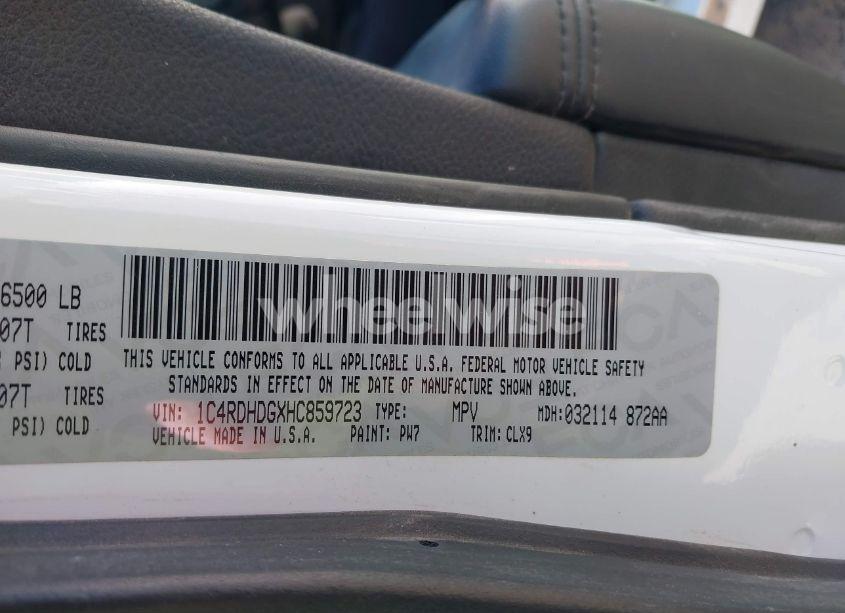 6500 LB
07T TIRES
PSI) COLD
07T TIRES
PSI) COLD
wheelwise
THIS VEHICLE CONFORMS TO ALL APPLICABLE U.S.A. FEDERAL MOTOR VEHICLE SAFETY
STANDARDS IN EFFECT ON THE DATE OF MANUFACTURE SHOWN ABOVE.
VIN: 1C4RDHDGXHC859723 TYPE: MPV MDH:032114 872AA
VEHICLE MADE IN U.S.A. PAINT: PW7 TRIM: CLX9